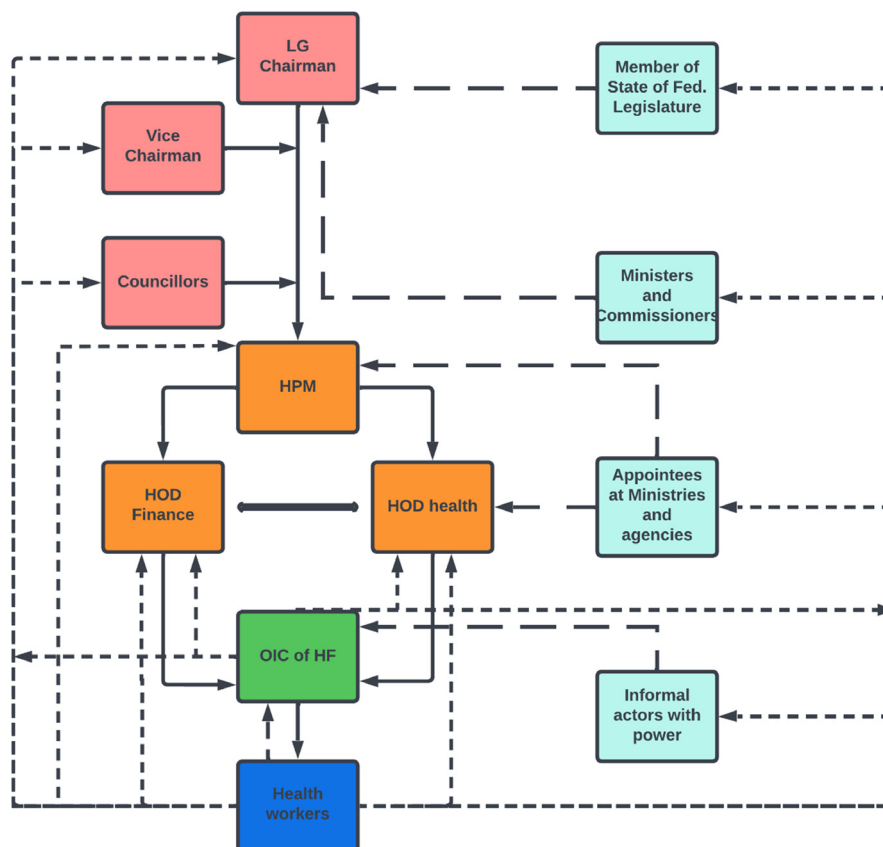 LG
Chairman
Member of
State of Fed.
Legislature
Vice
Chairman
Councillors
Ministers
and
Commissioners
HPM
HOD
Finance
HOD health
Appointees
at Ministries
and
agencies
OIC of HF
Informal
actors with
power
Health
workers